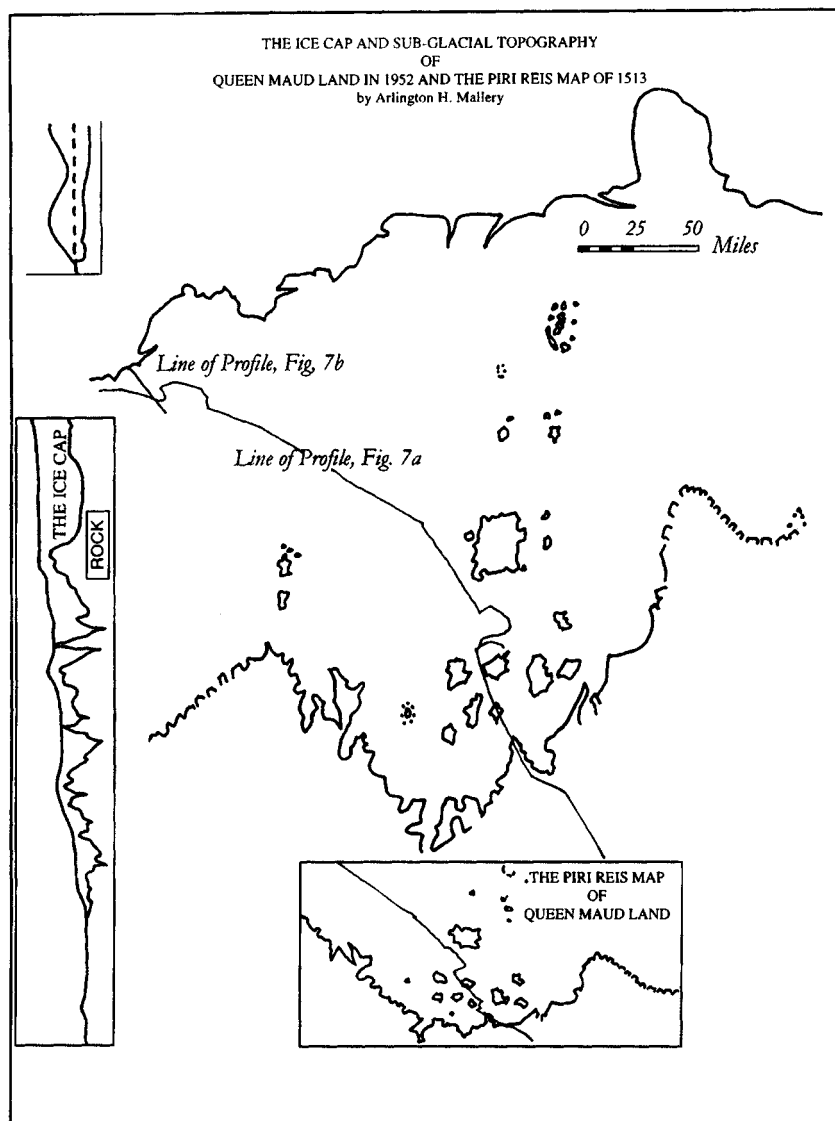 THE ICE CAP AND SUB-GLACIAL TOPOGRAPHY
OF
QUEEN MAUD LAND IN 1952 AND THE PIRI REIS MAP OF 1513
by Arlington H. Mallery
0 25 50
Miles
Line of Profile, Fig, 7b
Line of Profile, Fig. 7a
THE ICE CAP
ROCK
THE PIRI REIS MAP
OF
QUEEN MAUD LAND